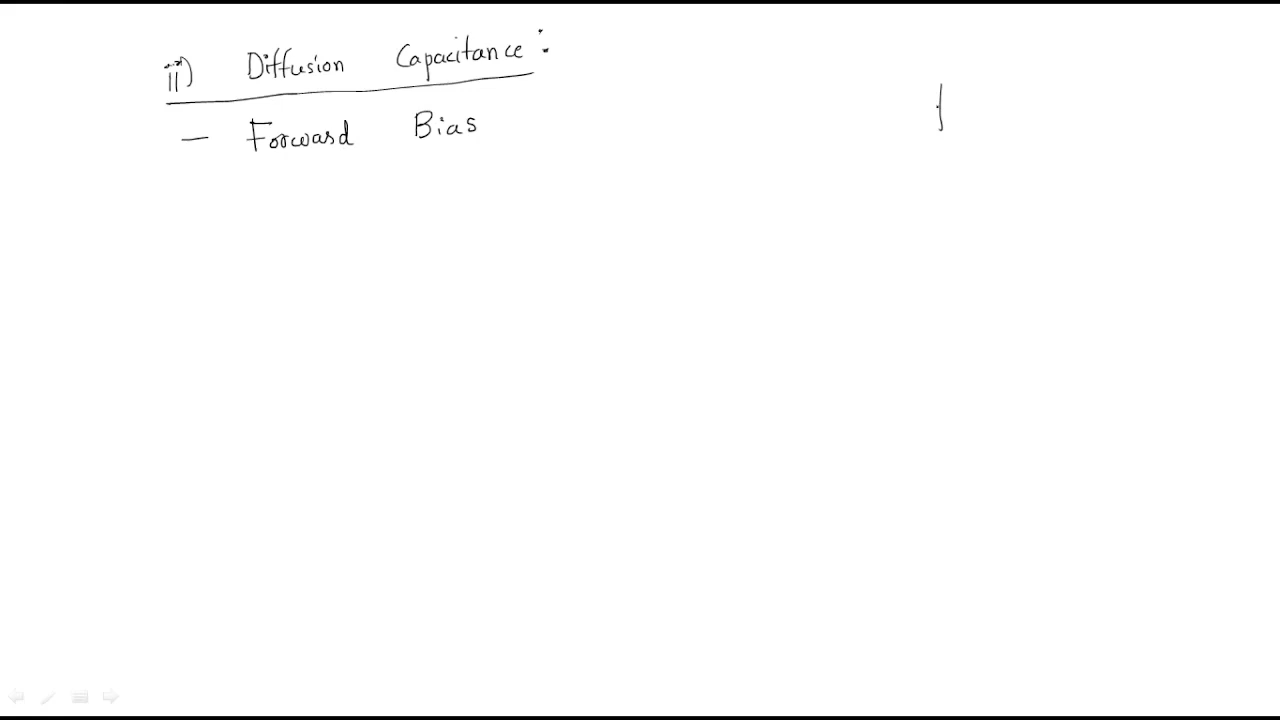 ii) Diffusion Capacitance :
— Forward Bias